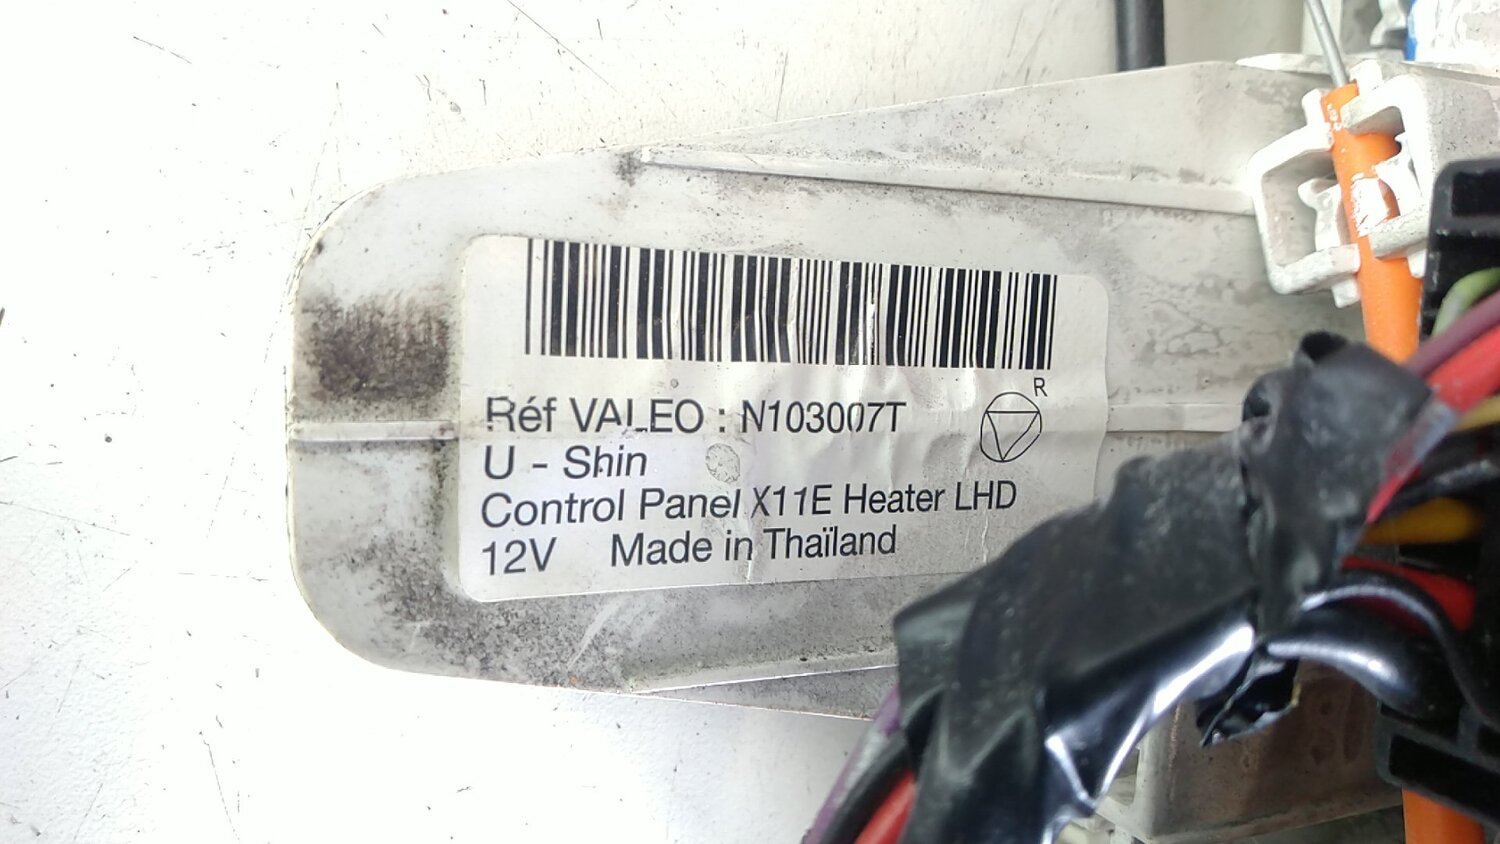 Réf VALEO : N103007T
R
U - Shin
Control Panel X11E Heater LHD
12V Made in Thaïland